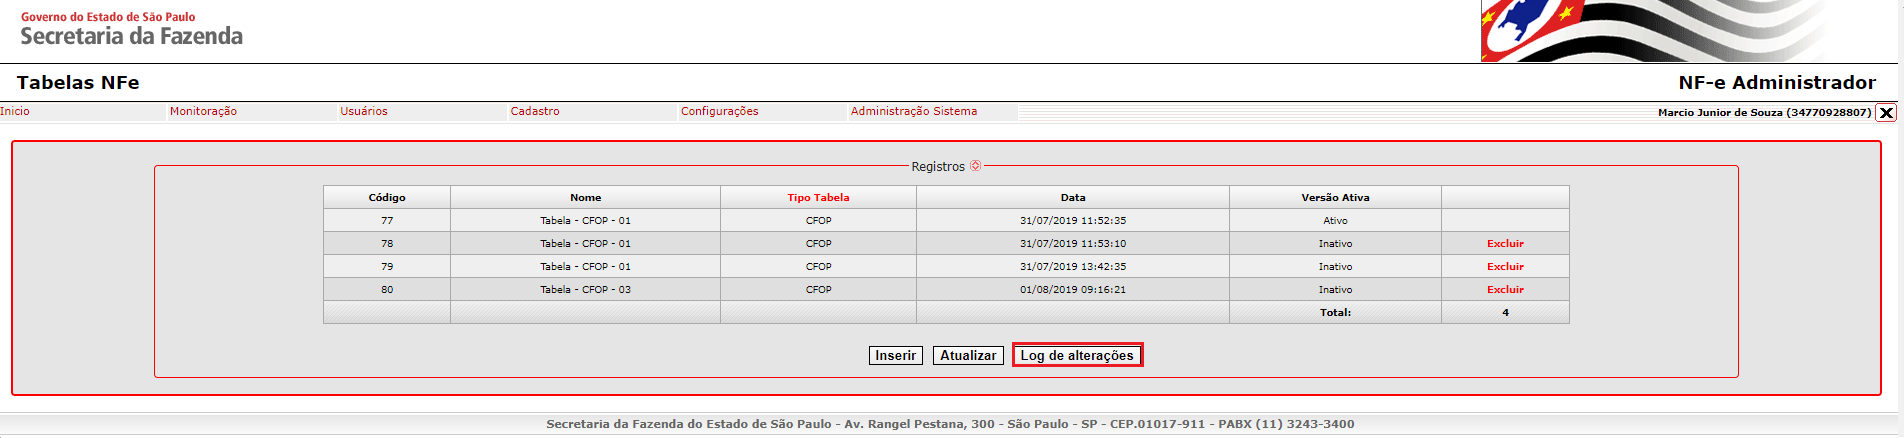 Governo do Estado de São Paulo
Secretaria da Fazenda
Tabelas NFe NF-e Administrador
Inicio Monitoração Usuários Cadastro Configurações Administração Sistema Marcio Junior de Souza (34770928807) X
Registros
Código Nome Tipo Tabela Data Versão Ativa
77 Tabela - CFOP - 01 CFOP 31/07/2019 11:52:35 Ativo
78 Tabela - CFOP - 01 CFOP 31/07/2019 11:53:10 Inativo Excluir
79 Tabela - CFOP - 01 CFOP 31/07/2019 13:42:35 Inativo Excluir
80 Tabela - CFOP - 03 CFOP 01/08/2019 09:16:21 Inativo Excluir
Total: 4
Inserir Atualizar Log de alterações
Secretaria da Fazenda do Estado de São Paulo - Av. Rangel Pestana, 300 - São Paulo - SP - CEP.01017-911 - PABX (11) 3243-3400